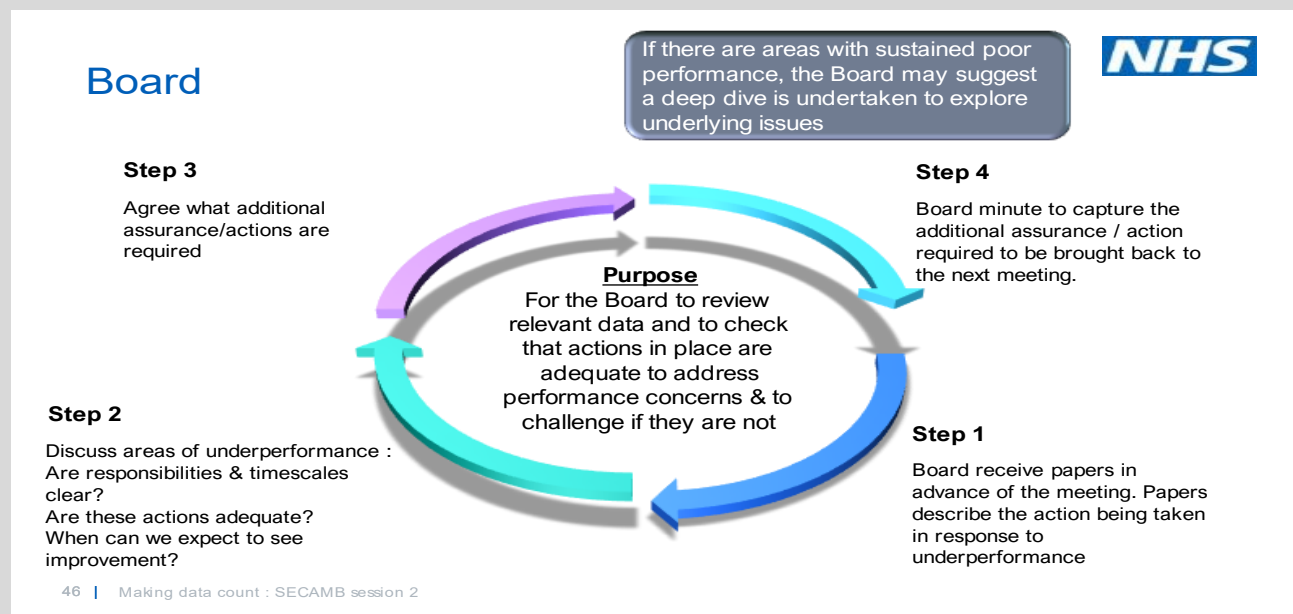 Board
If there are areas with sustained poor
performance, the Board may suggest
a deep dive is undertaken to explore
underlying issues
NHS
Step 3
Agree what additional
assurance/actions are
required
Step 4
Board minute to capture the
additional assurance / action
required to be brought back to
the next meeting.
Purpose
For the Board to review
relevant data and to check
that actions in place are
adequate to address
performance concerns & to
challenge if they are not
Step 2
Discuss areas of underperformance :
Are responsibilities & timescales
clear?
Are these actions adequate?
When can we expect to see
improvement?
Step 1
Board receive papers in
advance of the meeting. Papers
describe the action being taken
in response to
underperformance
46 | Making data count : SECAMB session 2